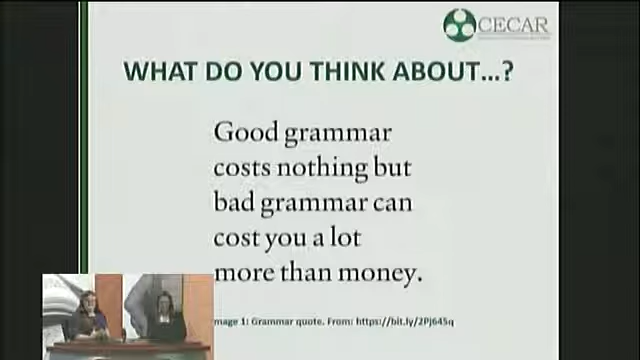 CECAR
WHAT DO YOU THINK ABOUT...?
Good grammar
costs nothing but
bad grammar can
cost you a lot
more than money.
mage 1: Grammar quote. From: https://bit.ly/2Pj645q